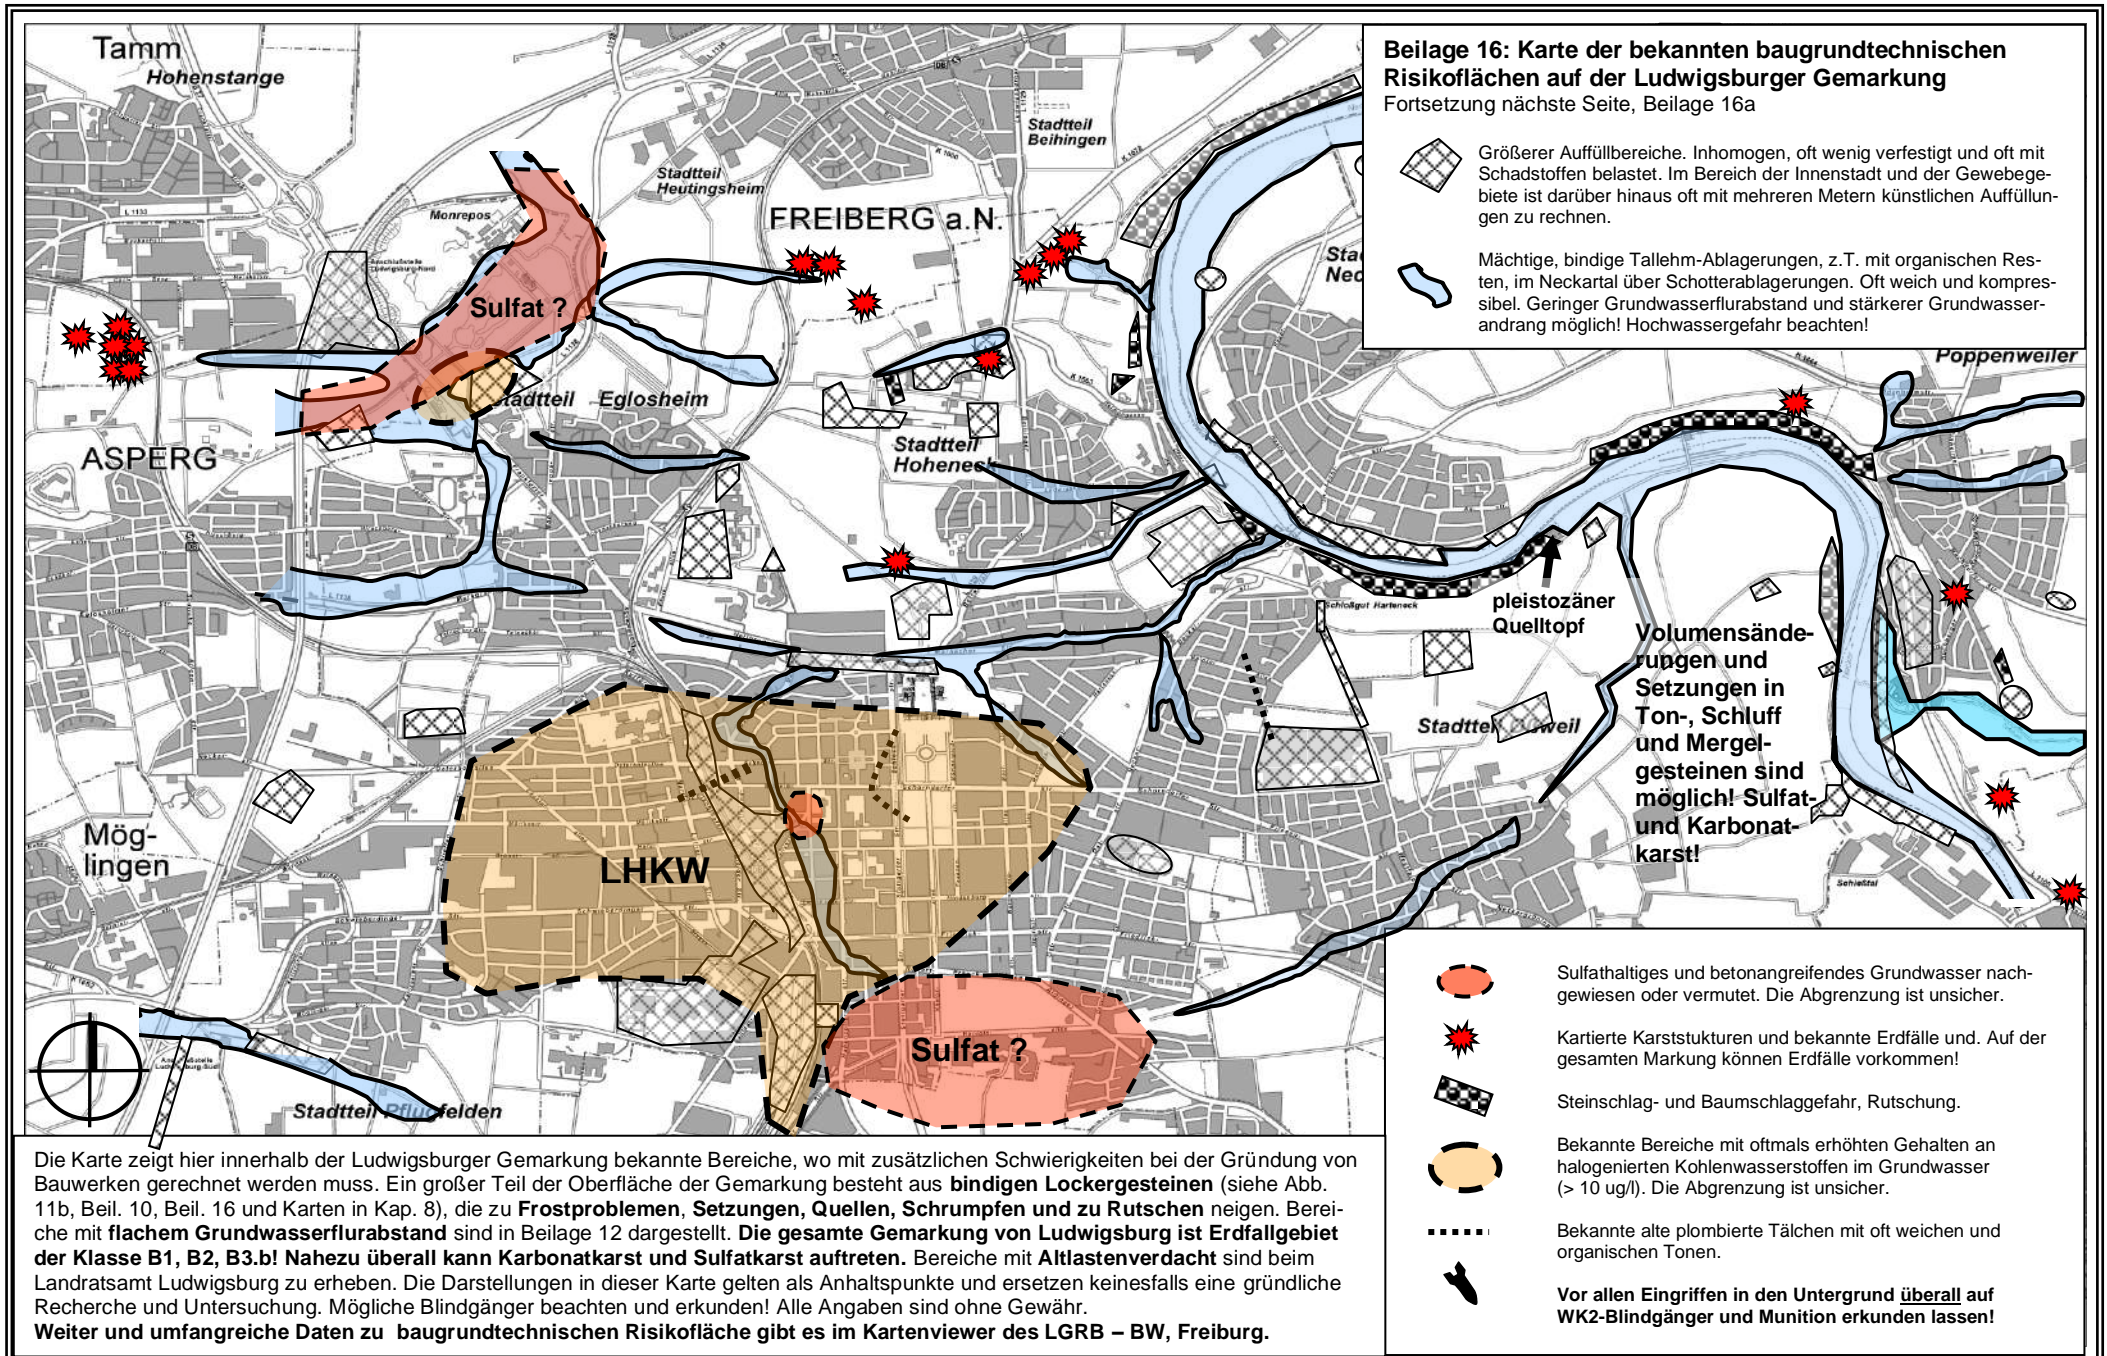 Tamm
Hohenstange
Beilage 16: Karte der bekannten baugrundtechnischen
Risikoflächen auf der Ludwigsburger Gemarkung
Fortsetzung nächste Seite, Beilage 16a
Größerer Auffüllbereiche. Inhomogen, oft wenig verfestigt und oft mit
Schadstoffen belastet. Im Bereich der Innenstadt und der Gewebege-
biete ist darüber hinaus oft mit mehreren Metern künstlichen Auffüllun-
gen zu rechnen.
Mächtige, bindige Tallehm-Ablagerungen, z.T. mit organischen Res-
ten, im Neckartal über Schotterablagerungen. Oft weich und kompres-
sibel. Geringer Grundwasserflurabstand und stärkerer Grundwasser-
andrang möglich! Hochwassergefahr beachten!
Stadtteil
Beihingen
Stadtteil
Heutingsheim
Monrepos
FREIBERG a.N.
L 1133
Anschlußstelle
Ludwigsburg-Nord
Sulfat ?
L 1138
K 1663
Poppenweiler
Stadtteil Eglosheim
ASPERG
Stadtteil
Hoheneck
Schloßgut Harteneck
pleistozäner
Quelltopf
Volumensände-
rungen und
Setzungen in
Ton-, Schluff
und Mergel-
gesteinen sind
möglich! Sulfat-
und Karbonat-
karst!
Stadtteil
Mög-
lingen
LHKW
Schießtal
Sulfat ?
Stadtteil Pflugfelden
Sulfathaltiges und betonangreifendes Grundwasser nach-
gewiesen oder vermutet. Die Abgrenzung ist unsicher.
Kartierte Karststukturen und bekannte Erdfälle und. Auf der
gesamten Markung können Erdfälle vorkommen!
Steinschlag- und Baumschlaggefahr, Rutschung.
Bekannte Bereiche mit oftmals erhöhten Gehalten an
halogenierten Kohlenwasserstoffen im Grundwasser
(> 10 ug/l). Die Abgrenzung ist unsicher.
Bekannte alte plombierte Tälchen mit oft weichen und
organischen Tonen.
Vor allen Eingriffen in den Untergrund überall auf
WK2-Blindgänger und Munition erkunden lassen!
Die Karte zeigt hier innerhalb der Ludwigsburger Gemarkung bekannte Bereiche, wo mit zusätzlichen Schwierigkeiten bei der Gründung von
Bauwerken gerechnet werden muss. Ein großer Teil der Oberfläche der Gemarkung besteht aus bindigen Lockergesteinen (siehe Abb.
11b, Beil. 10, Beil. 16 und Karten in Kap. 8), die zu Frostproblemen, Setzungen, Quellen, Schrumpfen und zu Rutschen neigen. Berei-
che mit flachem Grundwasserflurabstand sind in Beilage 12 dargestellt. Die gesamte Gemarkung von Ludwigsburg ist Erdfallgebiet
der Klasse B1, B2, B3.b! Nahezu überall kann Karbonatkarst und Sulfatkarst auftreten. Bereiche mit Altlastenverdacht sind beim
Landratsamt Ludwigsburg zu erheben. Die Darstellungen in dieser Karte gelten als Anhaltspunkte und ersetzen keinesfalls eine gründliche
Recherche und Untersuchung. Mögliche Blindgänger beachten und erkunden! Alle Angaben sind ohne Gewähr.
Weiter und umfangreiche Daten zu baugrundtechnischen Risikofläche gibt es im Kartenviewer des LGRB – BW, Freiburg.